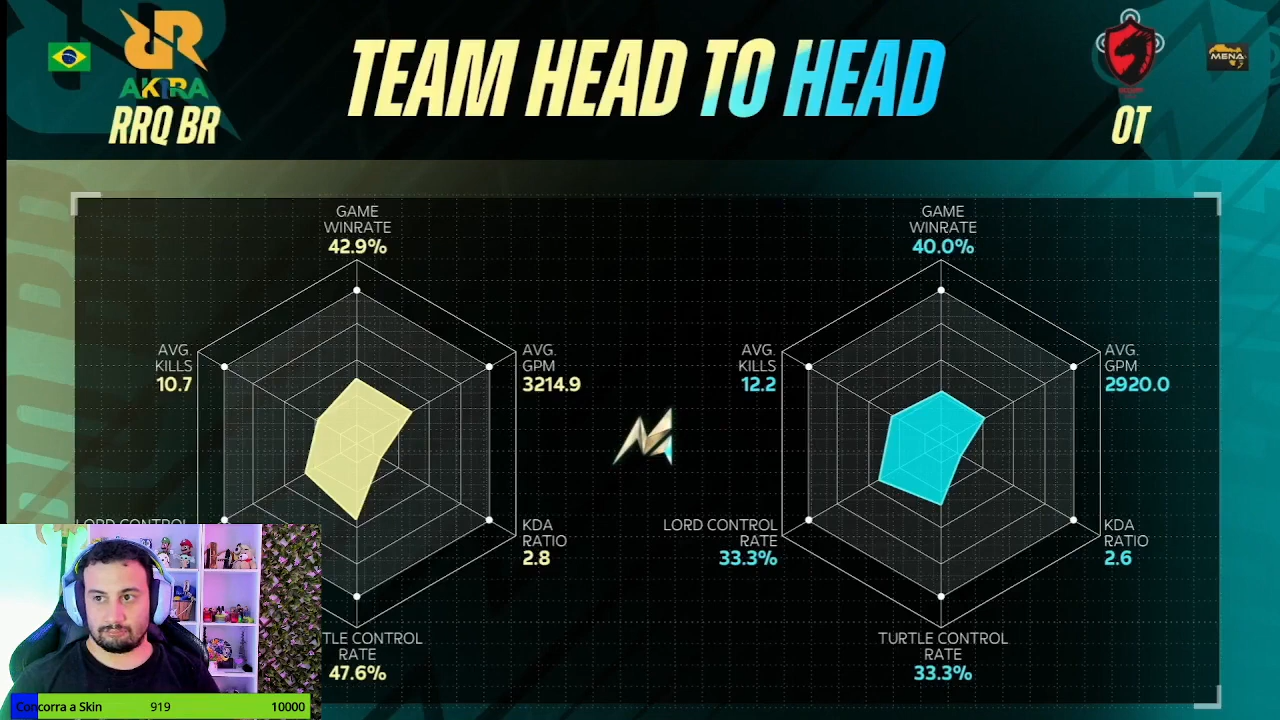 TEAM HEAD TO HEAD
AKIRA
RRQ BR
MENA
OT
GAME
WINRATE
42.9%
AVG.
KILLS
10.7
AVG.
GPM
3214.9
LORD CONTROL
KDA
RATIO
2.8
TLE CONTROL
RATE
47.6%
GAME
WINRATE
40.0%
AVG.
KILLS
12.2
AVG.
GPM
2920.0
LORD CONTROL
RATE
33.3%
KDA
RATIO
2.6
TURTLE CONTROL
RATE
33.3%
Concorra a Skin 919 10000